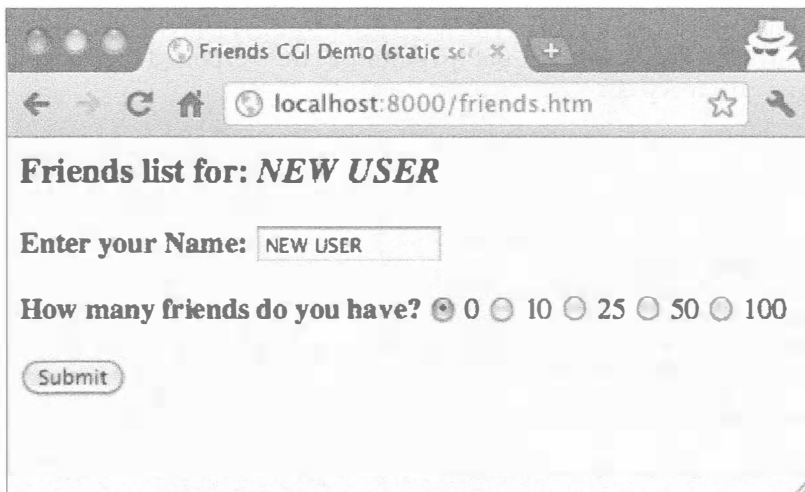 Friends CGI Demo (static scr
localhost:8000/friends.htm
Friends list for: NEW USER
Enter your Name: NEW USER
How many friends do you have? 0 10 25 50 100
Submit